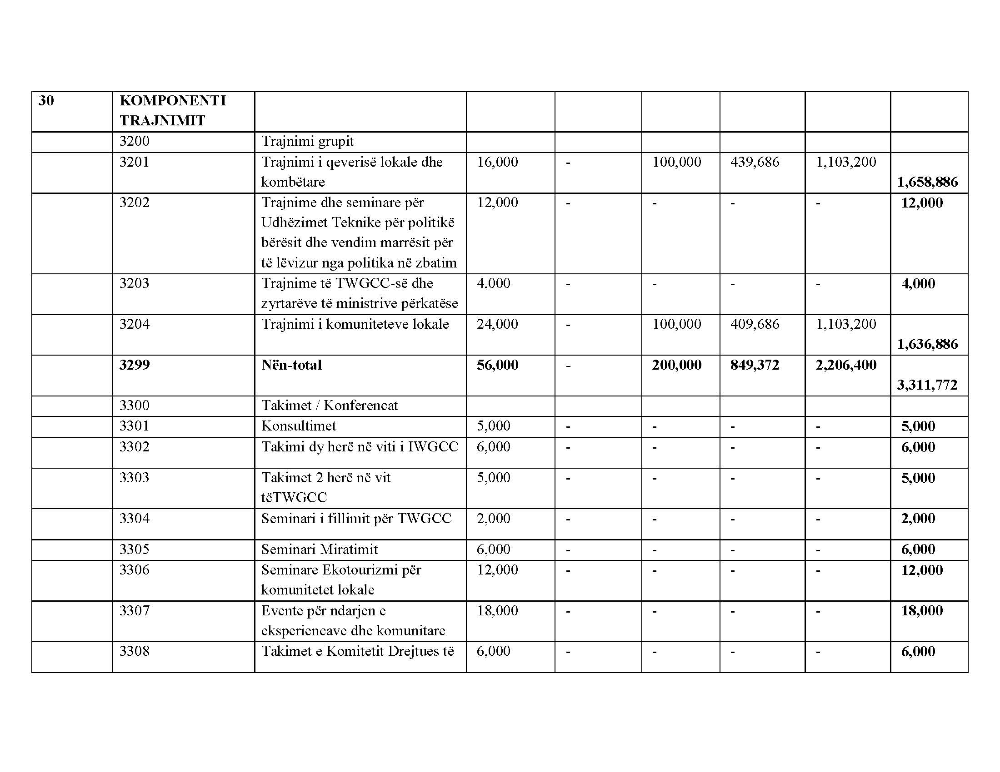 30 KOMPONENTI
TRAJNIMIT
3200 Trajnimi grupit
3201 Trajnimi i qeverisë lokale dhe 16,000 - 100,000 439,686 1,103,200
kombëtare 1,658,886
3202 Trajnime dhe seminare për 12,000 - - - - 12,000
Udhëzimet Teknike për politikë
bërësit dhe vendim marrësit për
të lëvizur nga politika në zbatim
3203 Trajnime të TWGCC-së dhe 4,000 - - - - 4,000
zyrtarëve të ministrive përkatëse
3204 Trajnimi i komuniteteve lokale 24,000 - 100,000 409,686 1,103,200
1,636,886
3299 Nën-total 56,000 - 200,000 849,372 2,206,400
3,311,772
3300 Takimet / Konferencat
3301 Konsultimet 5,000 - - - - 5,000
3302 Takimi dy herë në viti i IWGCC 6,000 - - - - 6,000
3303 Takimet 2 herë në vit 5,000 - - - - 5,000
tëTWGCC
3304 Seminari i fillimit për TWGCC 2,000 - - - - 2,000
3305 Seminari Miratimit 6,000 - - - - 6,000
3306 Seminare Ekotourizmi për 12,000 - - - - 12,000
komunitetet lokale
3307 Evente për ndarjen e 18,000 - - - - 18,000
eksperiencave dhe komunitare
3308 Takimet e Komitetit Drejtues të 6,000 - - - - 6,000